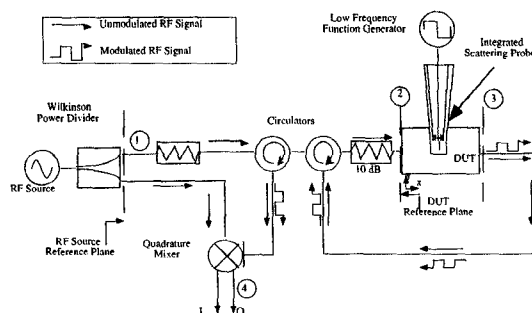 Unmodulated RF Signal
Modulated RF Signal
Low Frequency
Function Generator
Integrated
Scattering Probe
Wilkinson
Power Divider
1
Circulators
2
3
10 dB
DUT
RF Source
x
DUT
Reference Plane
RF Source
Reference Plane
Quadrature
Mixer
4
I
Q